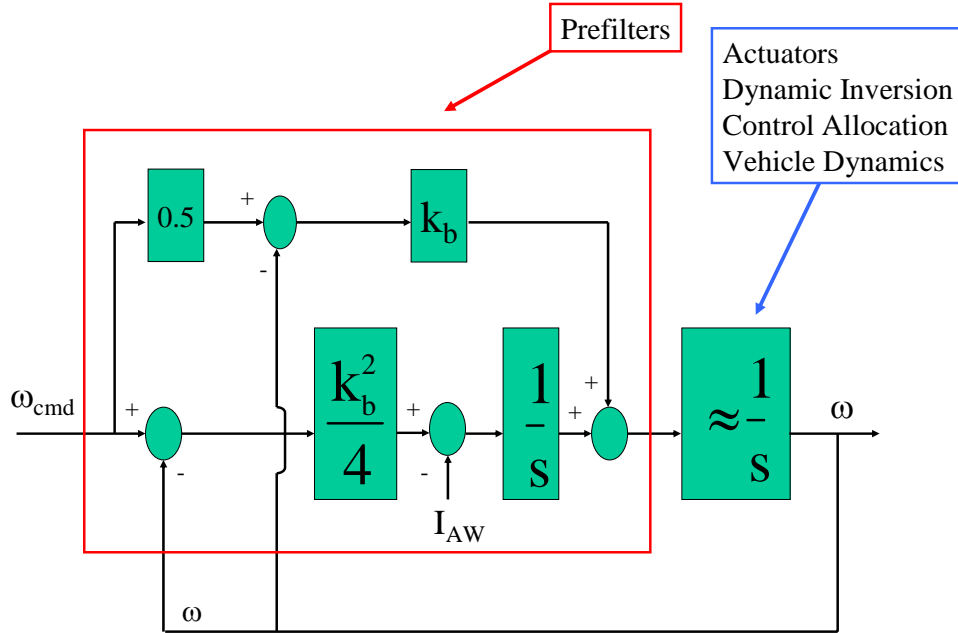 Prefilters
Actuators
Dynamic Inversion
Control Allocation
Vehicle Dynamics
0.5
+
-
k_b
ω_cmd
+
-
k_b^2
4
+
-
I_AW
1
s
+
+
≈ 1
s
ω
ω